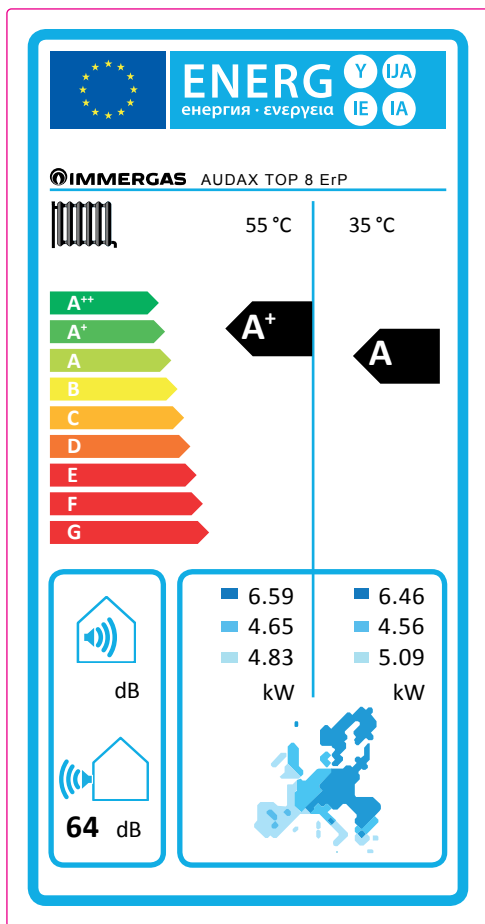 ENERG Y IJA
енергия · ενεργεια IE IA
IMMERGAS AUDAX TOP 8 ErP
55 °C 35 °C
A++
A+
A
B
C
D
E
F
G
A+
A
6.59 6.46
4.65 4.56
4.83 5.09
kW kW
dB
64 dB